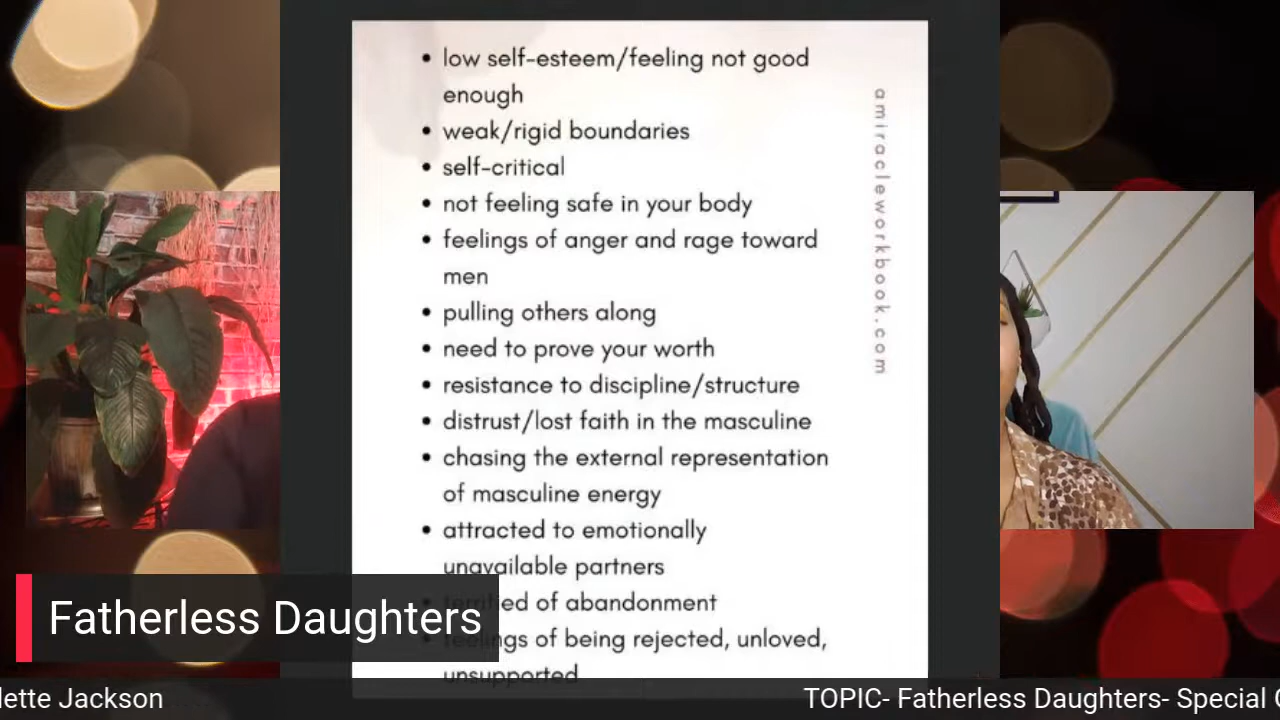 • low self-esteem/feeling not good
enough
• weak/rigid boundaries
• self-critical
• not feeling safe in your body
• feelings of anger and rage toward
men
• pulling others along
• need to prove your worth
• resistance to discipline/structure
• distrust/lost faith in the masculine
• chasing the external representation
of masculine energy
• attracted to emotionally
unavailable partners
• terrified of abandonment
• feelings of being rejected, unloved,
unsupported
amiracleworkbook.com
Fatherless Daughters
lette Jackson
TOPIC- Fatherless Daughters- Special